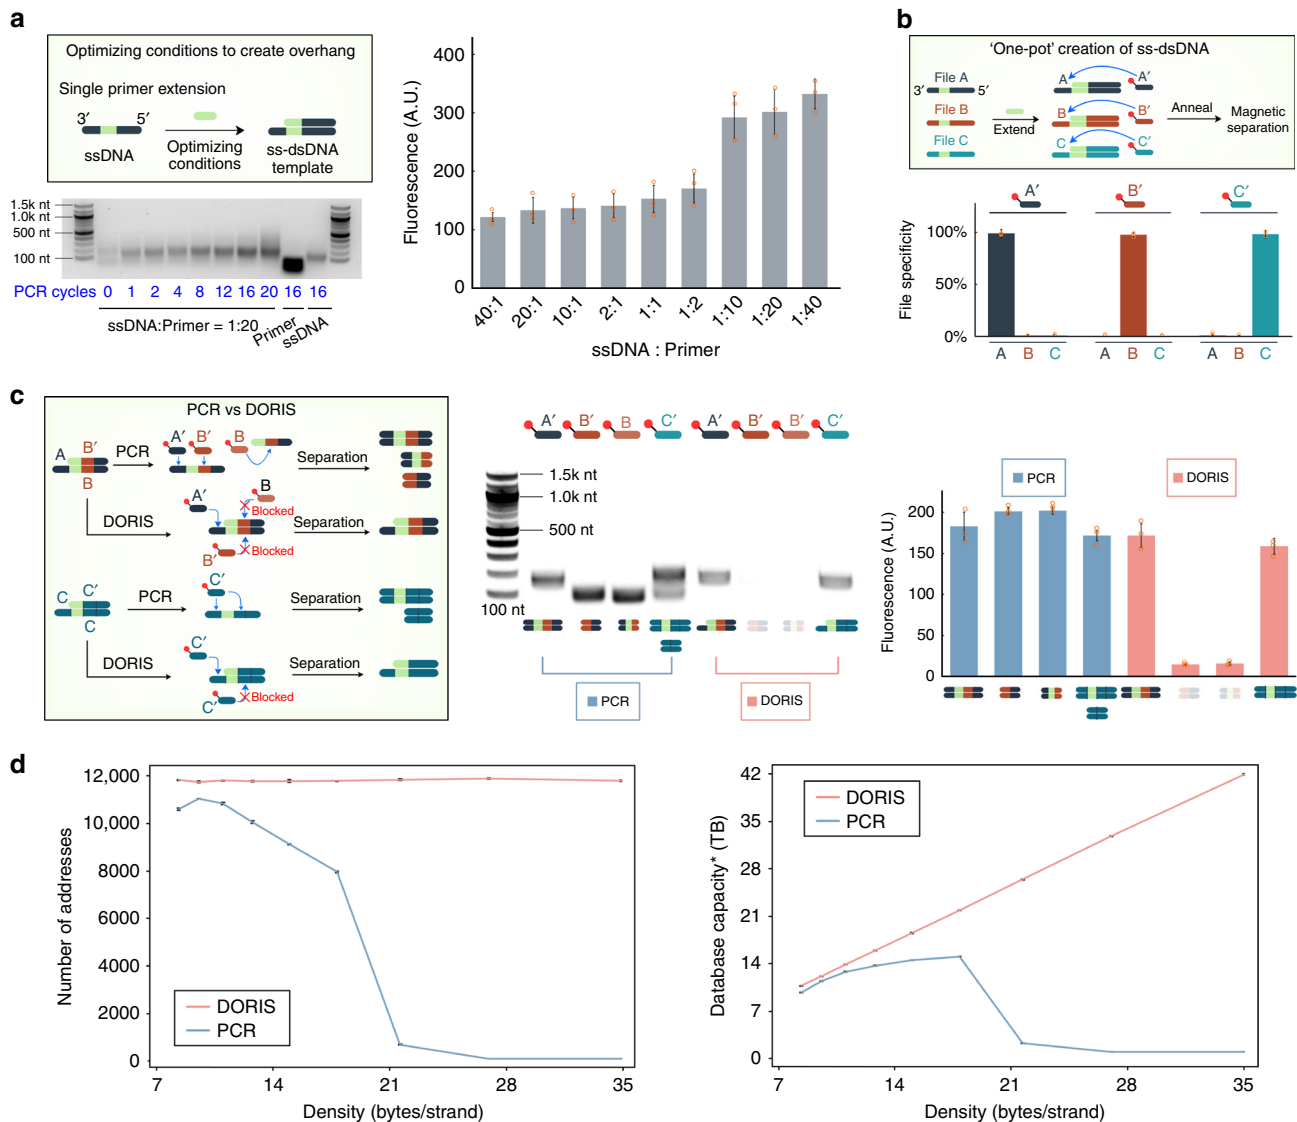 a
Optimizing conditions to create overhang
Single primer extension
3′ 5′
ssDNA
Optimizing
conditions
ss-dsDNA
template
1.5k nt
1.0k nt
500 nt
100 nt
PCR cycles 0 1 2 4 8 12 16 20 16 16
ssDNA:Primer = 1:20
Primer
ssDNA
Fluorescence (A.U.)
400
300
200
100
0
40:1 20:1 10:1 2:1 1:1 1:2 1:10 1:20 1:40
ssDNA : Primer
b
‘One-pot’ creation of ss-dsDNA
File A
3′ 5′
File B
File C
Extend
A A′
B B′
C C′
Anneal
Magnetic
separation
A′ B′ C′
File specificity
100%
50%
0%
A B C A B C A B C
c
PCR vs DORIS
A B′
B
PCR
A′ B′ B
Separation
DORIS
A′ B
Blocked
B′
Blocked
Separation
C C′
C
PCR
C′
Separation
DORIS
C′
C′
Blocked
Separation
A′ B′ B C′ A′ B′ B′ C′
1.5k nt
1.0k nt
500 nt
100 nt
PCR
DORIS
PCR
DORIS
Fluorescence (A.U.)
200
150
100
50
0
d
Number of addresses
12,000
10,000
8000
6000
4000
2000
0
DORIS
PCR
7 14 21 28 35
Density (bytes/strand)
Database capacity* (TB)
42
35
28
21
14
7
0
DORIS
PCR
7 14 21 28 35
Density (bytes/strand)